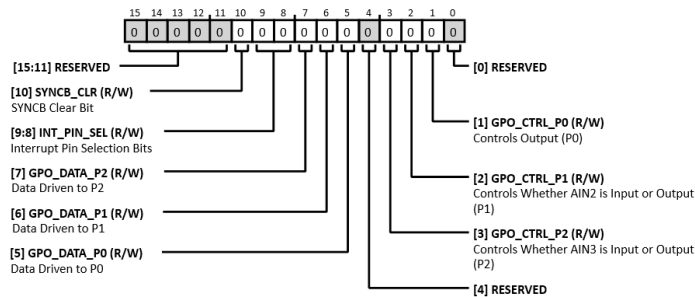 15 14 13 12 11 10 9 8 7 6 5 4 3 2 1 0
0 0 0 0 0 0 0 0 0 0 0 0 0 0 0 0
[15:11] RESERVED
[10] SYNCB_CLR (R/W)
SYNCB Clear Bit
[9:8] INT_PIN_SEL (R/W)
Interrupt Pin Selection Bits
[7] GPO_DATA_P2 (R/W)
Data Driven to P2
[6] GPO_DATA_P1 (R/W)
Data Driven to P1
[5] GPO_DATA_P0 (R/W)
Data Driven to P0
[0] RESERVED
[1] GPO_CTRL_P0 (R/W)
Controls Output (P0)
[2] GPO_CTRL_P1 (R/W)
Controls Whether AIN2 is Input or Output
(P1)
[3] GPO_CTRL_P2 (R/W)
Controls Whether AIN3 is Input or Output
(P2)
[4] RESERVED